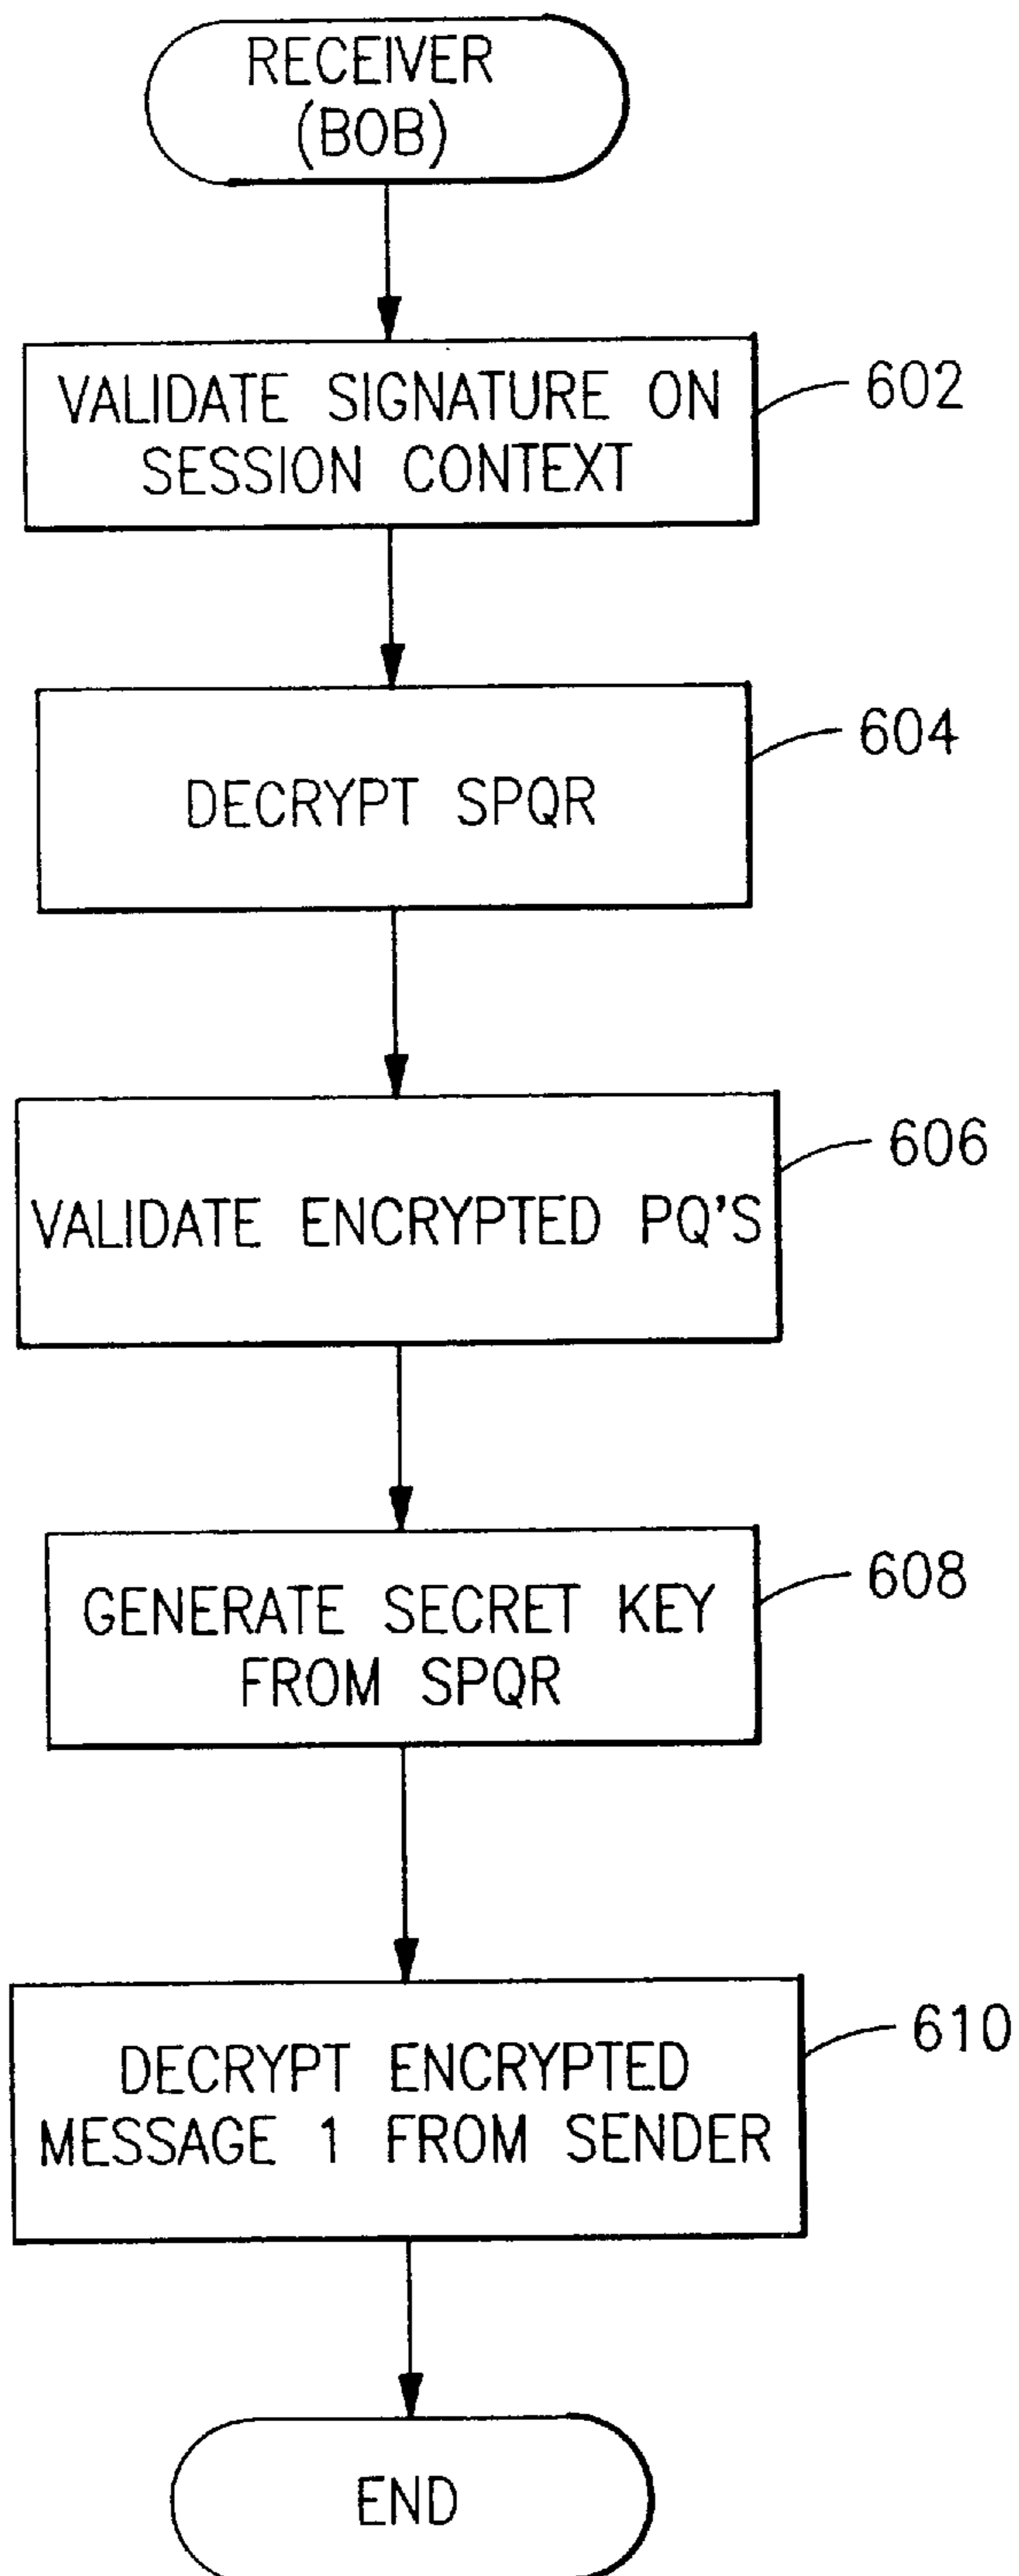 RECEIVER
(BOB)
VALIDATE SIGNATURE ON
SESSION CONTEXT
602
DECRYPT SPQR
604
VALIDATE ENCRYPTED PQ'S
606
GENERATE SECRET KEY
FROM SPQR
608
DECRYPT ENCRYPTED
MESSAGE 1 FROM SENDER
610
END